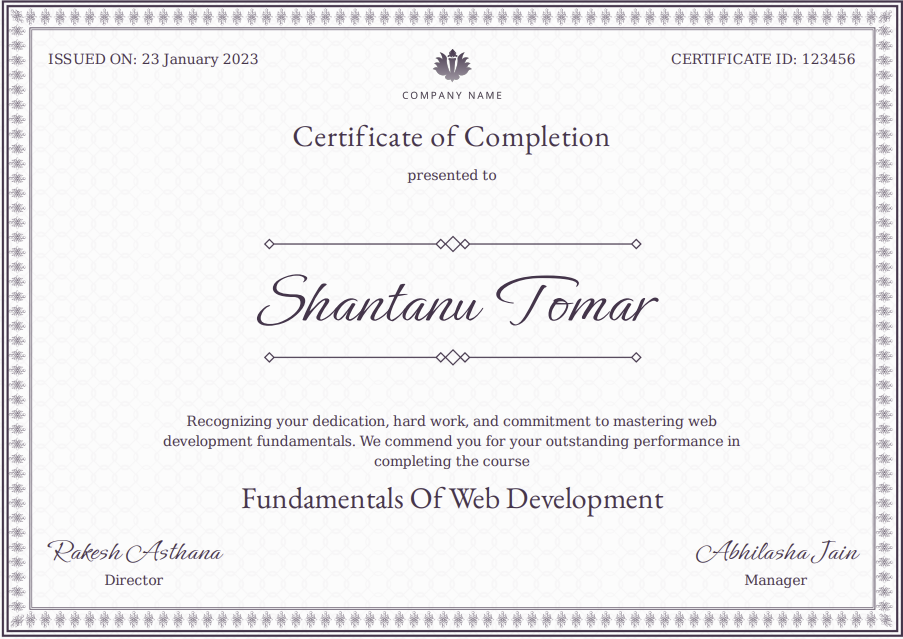 ISSUED ON: 23 January 2023
CERTIFICATE ID: 123456
COMPANY NAME
Certificate of Completion
presented to
Shantanu Tomar
Recognizing your dedication, hard work, and commitment to mastering web
development fundamentals. We commend you for your outstanding performance in
completing the course
Fundamentals Of Web Development
Rakesh Asthana
Abhilasha Jain
Director
Manager